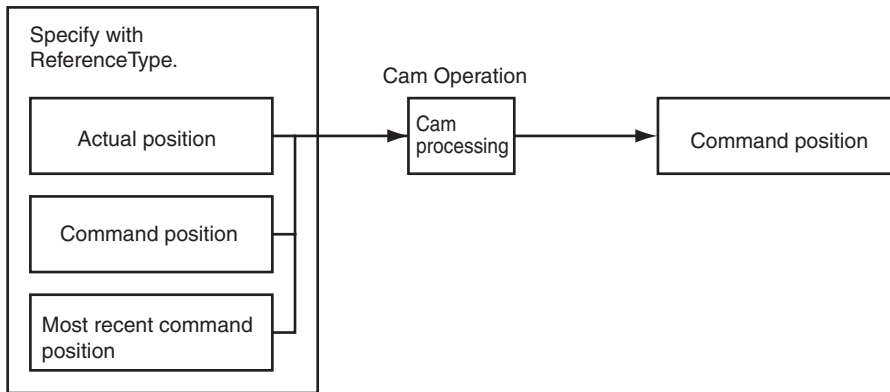 Specify with
ReferenceType.
Actual position
Command position
Most recent command
position
Cam Operation
Cam
processing
Command position